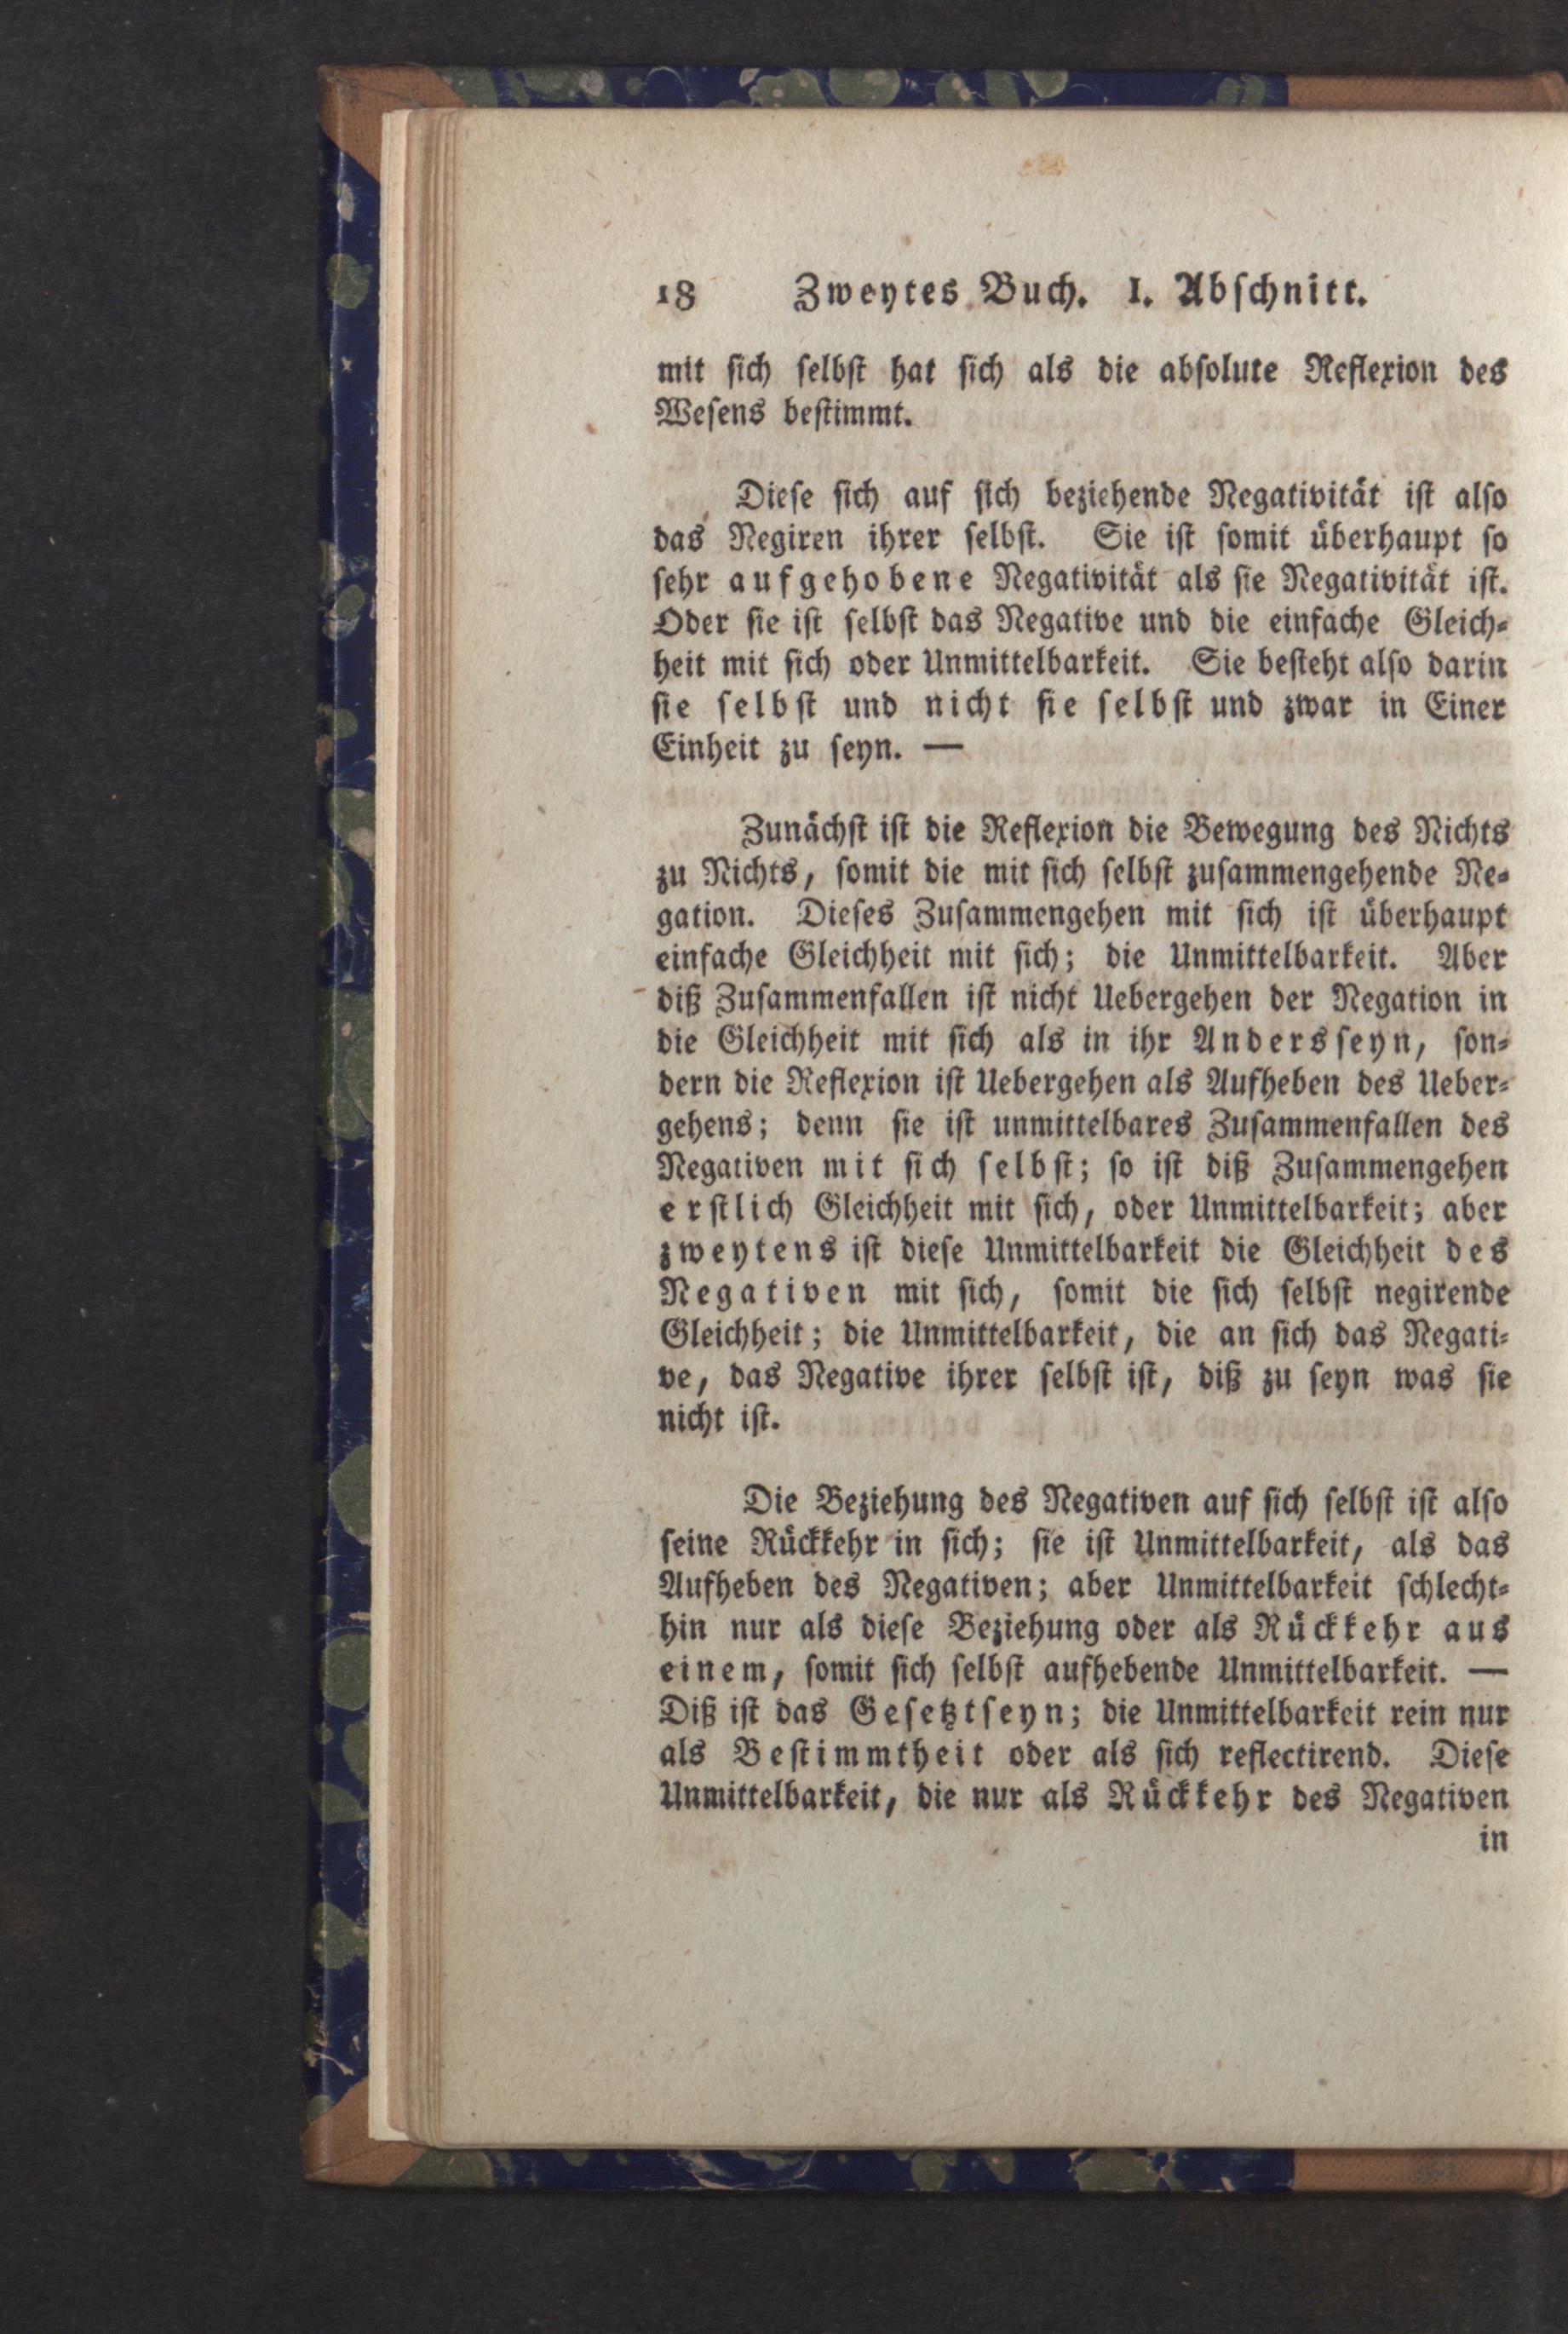 18 Zweytes Buch. I. Abſchnitt.
mit ſich ſelbſt hat ſich als die abſolute Reflexion des
Weſens beſtimmt.
Dieſe ſich auf ſich beziehende Negativität iſt alſo
das Negiren ihrer ſelbſt. Sie iſt ſomit überhaupt ſo
ſehr aufgehobene Negativität als ſie Negativität iſt.
Oder ſie iſt ſelbſt das Negative und die einfache Gleich⸗
heit mit ſich oder Unmittelbarkeit. Sie beſteht alſo darin
ſie ſelbſt und nicht ſie ſelbſt und zwar in Einer
Einheit zu ſeyn. —
Zunächſt iſt die Reflexion die Bewegung des Nichts
zu Nichts, ſomit die mit ſich ſelbſt zuſammengehende Ne⸗
gation. Dieſes Zuſammengehen mit ſich iſt überhaupt
einfache Gleichheit mit ſich; die Unmittelbarkeit. Aber
diß Zuſammenfallen iſt nicht Uebergehen der Negation in
die Gleichheit mit ſich als in ihr Andersſeyn, ſon⸗
dern die Reflexion iſt Uebergehen als Aufheben des Ueber⸗
gehens; denn ſie iſt unmittelbares Zuſammenfallen des
Negativen mit ſich ſelbſt; ſo iſt diß Zuſammengehen
erſtlich Gleichheit mit ſich, oder Unmittelbarkeit; aber
zweytens iſt dieſe Unmittelbarkeit die Gleichheit des
Negativen mit ſich, ſomit die ſich ſelbſt negirende
Gleichheit; die Unmittelbarkeit, die an ſich das Negati⸗
ve, das Negative ihrer ſelbſt iſt, diß zu ſeyn was ſie
nicht iſt.
Die Beziehung des Negativen auf ſich ſelbſt iſt alſo
ſeine Rückkehr in ſich; ſie iſt Unmittelbarkeit, als das
Aufheben des Negativen; aber Unmittelbarkeit ſchlecht⸗
hin nur als dieſe Beziehung oder als Rückkehr aus
einem, ſomit ſich ſelbſt aufhebende Unmittelbarkeit. —
Diß iſt das Geſetztſeyn; die Unmittelbarkeit rein nur
als Beſtimmtheit oder als ſich reflectirend. Dieſe
Unmittelbarkeit, die nur als Rückkehr des Negativen
in